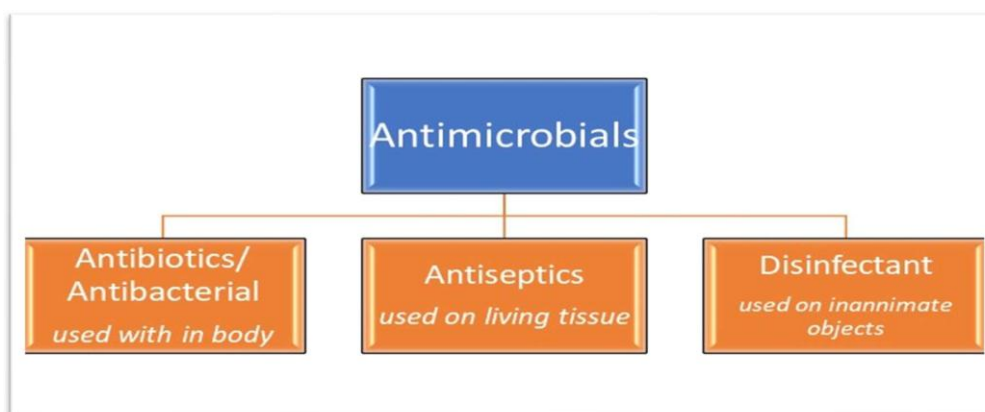 Antimicrobials
Antibiotics/
Antibacterial
used with in body
Antiseptics
used on living tissue
Disinfectant
used on inannimate
objects